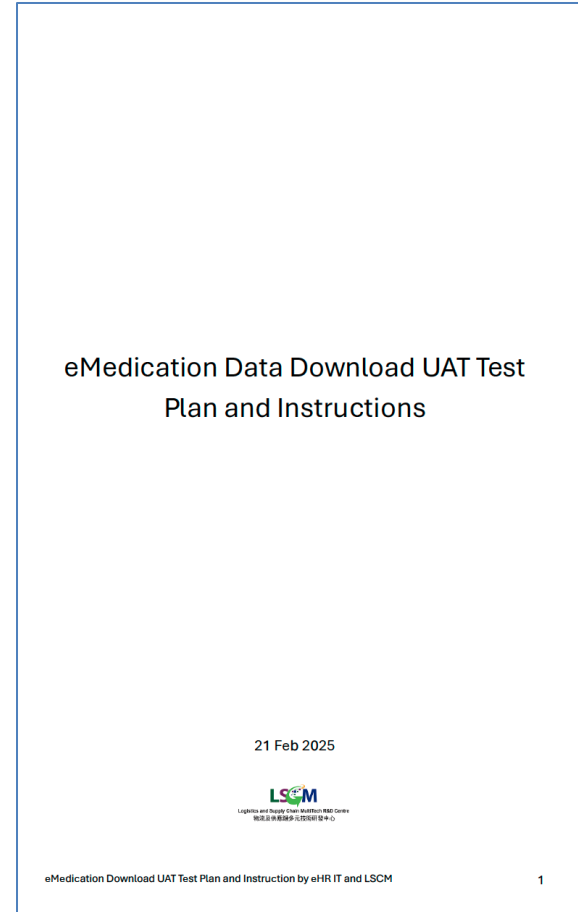 eMedication Data Download UAT Test
Plan and Instructions
21 Feb 2025
LSCM
Logistics and Supply Chain MultiTech R&D Centre
物流及供應鏈多元技術研發中心
eMedication Download UAT Test Plan and Instruction by eHR IT and LSCM 1